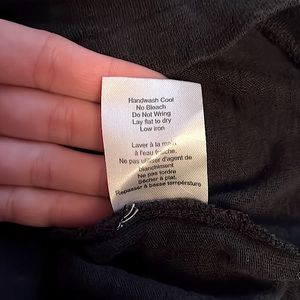 Handwash Cool
No Bleach
Do Not Wring
Lay flat to dry
Low iron
Laver à la main
à l'eau fraîche.
Ne pas utiliser d'agent de
blanchiment
Ne pas tordre
Sécher à plat.
Repasser à basse température